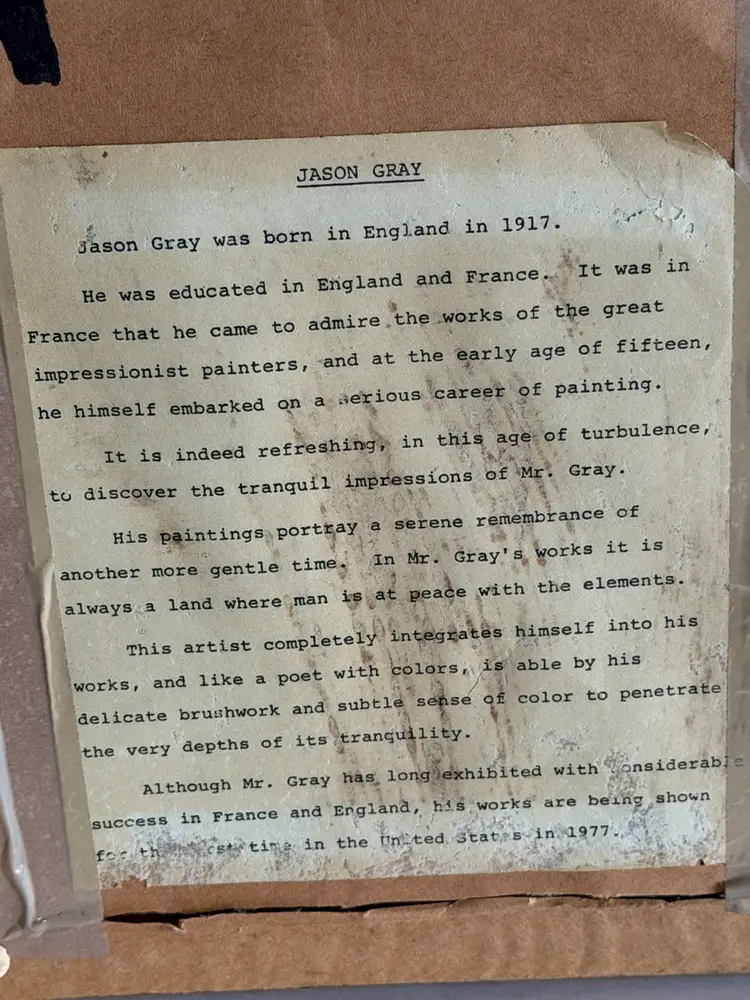 JASON GRAY
Jason Gray was born in England in 1917.
He was educated in England and France. It was in
France that he came to admire the works of the great
impressionist painters, and at the early age of fifteen,
he himself embarked on a serious career of painting.
It is indeed refreshing, in this age of turbulence,
to discover the tranquil impressions of Mr. Gray.
His paintings portray a serene remembrance of
another more gentle time. In Mr. Gray's works it is
always a land where man is at peace with the elements.
This artist completely integrates himself into his
works, and like a poet with colors, is able by his
delicate brushwork and subtle sense of color to penetrate
the very depths of its tranquility.
Although Mr. Gray has long exhibited with considerable
success in France and England, his works are being shown
for the first time in the United States in 1977.